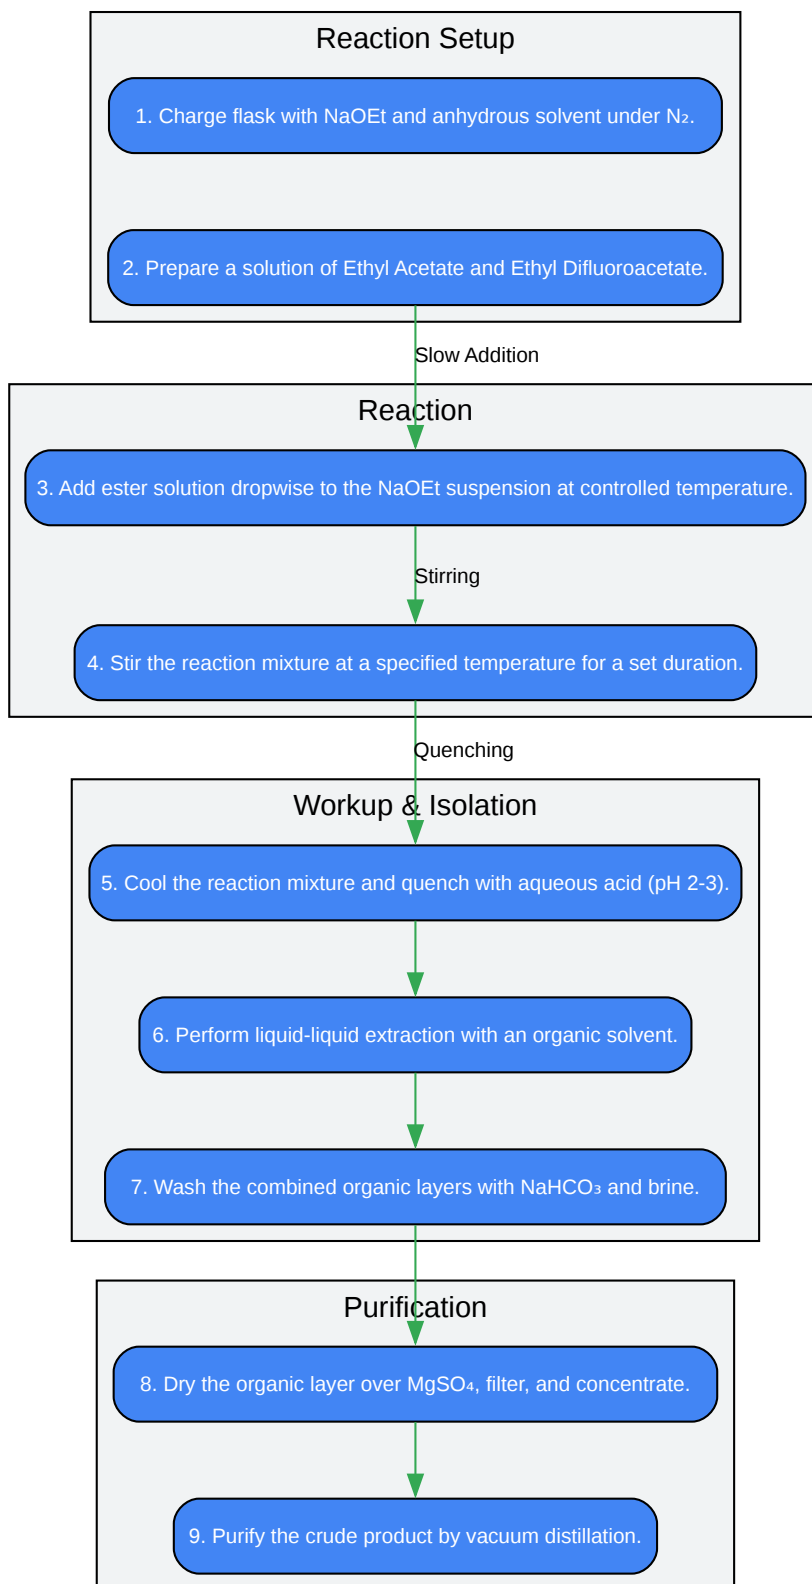 Reaction Setup
1. Charge flask with NaOEt and anhydrous solvent under N₂.
2. Prepare a solution of Ethyl Acetate and Ethyl Difluoroacetate.
Slow Addition
Reaction
3. Add ester solution dropwise to the NaOEt suspension at controlled temperature.
Stirring
4. Stir the reaction mixture at a specified temperature for a set duration.
Quenching
Workup & Isolation
5. Cool the reaction mixture and quench with aqueous acid (pH 2-3).
6. Perform liquid-liquid extraction with an organic solvent.
7. Wash the combined organic layers with NaHCO₃ and brine.
Purification
8. Dry the organic layer over MgSO₄, filter, and concentrate.
9. Purify the crude product by vacuum distillation.